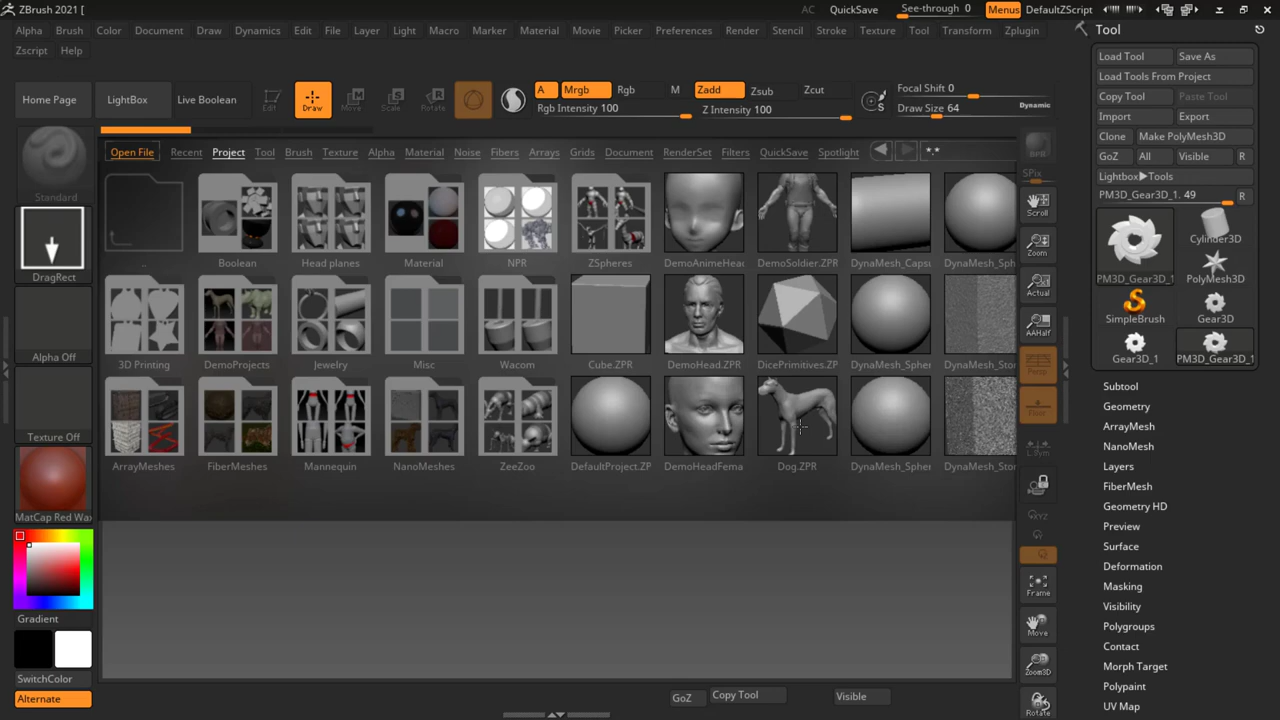 ZBrush 2021 [
AC QuickSave See-through 0 Menus DefaultZScript
Alpha Brush Color Document Draw Dynamics Edit File Layer Light Macro Marker Material Movie Picker Preferences Render Stencil Stroke Texture Tool Transform Zplugin
Zscript Help
Home Page LightBox Live Boolean Edit Draw Move Scale Rotate
A Mrgb Rgb M Zadd Zsub Zcut
Rgb Intensity 100 Z Intensity 100
Focal Shift 0
Draw Size 64 Dynamic
Open File Recent Project Tool Brush Texture Alpha Material Noise Fibers Arrays Grids Document RenderSet Filters QuickSave Spotlight *.*
Standard
DragRect
Alpha Off
Texture Off
MatCap Red Wax
Gradient
SwitchColor
Alternate
.. Boolean Head planes Material NPR ZSpheres DemoAnimeHead DemoSoldier.ZPR DynaMesh_Capsu DynaMesh_Sph
3D Printing DemoProjects Jewelry Misc Wacom Cube.ZPR DemoHead.ZPR DicePrimitives.ZPR DynaMesh_Spher DynaMesh_Stor
ArrayMeshes FiberMeshes Mannequin NanoMeshes ZeeZoo DefaultProject.ZP DemoHeadFema Dog.ZPR DynaMesh_Spher DynaMesh_Stor
GoZ Copy Tool Visible
BPR
SPix
Scroll
Zoom
Actual
AAHalf
Persp
Floor
L.Sym
XYZ
Frame
Move
Zoom3D
Rotate
Tool
Load Tool Save As
Load Tools From Project
Copy Tool Paste Tool
Import Export
Clone Make PolyMesh3D
GoZ All Visible R
Lightbox▶Tools
PM3D_Gear3D_1. 49 R
PM3D_Gear3D_1 Cylinder3D
PolyMesh3D
SimpleBrush Gear3D
Gear3D_1 PM3D_Gear3D_1
Subtool
Geometry
ArrayMesh
NanoMesh
Layers
FiberMesh
Geometry HD
Preview
Surface
Deformation
Masking
Visibility
Polygroups
Contact
Morph Target
Polypaint
UV Map